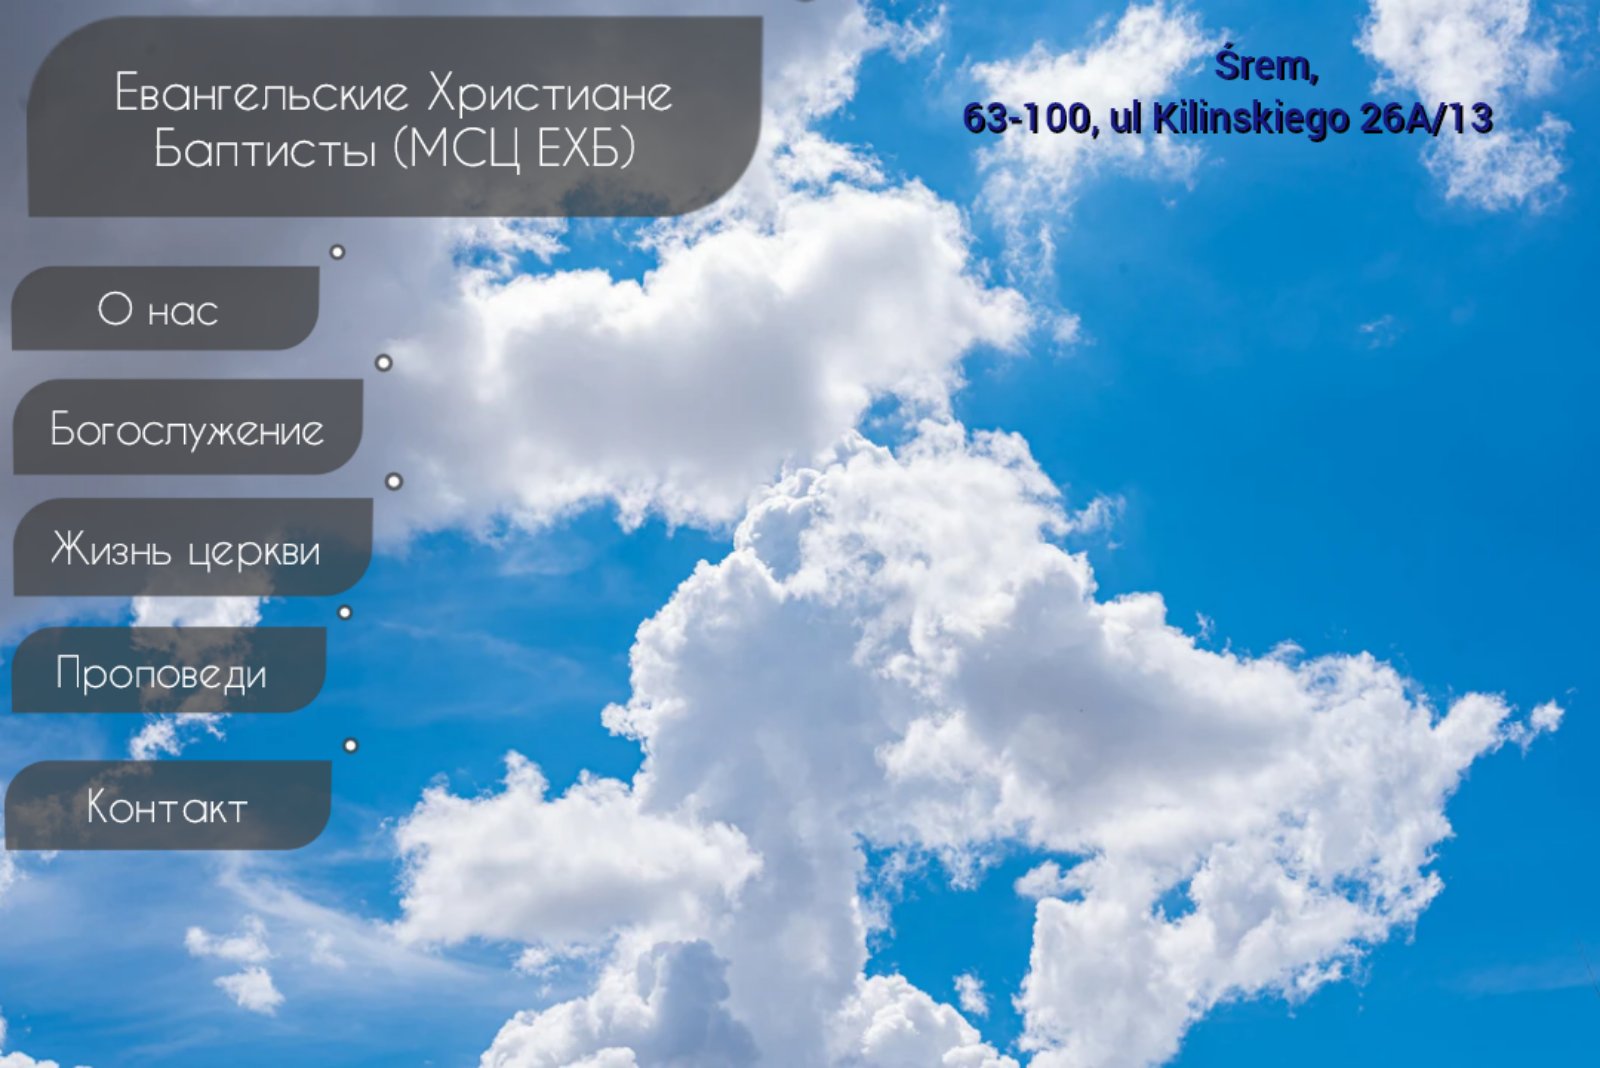 Евангельские Христиане
Баптисты (МСЦ ЕХБ)
Śrem,
63-100, ul Kilinskiego 26A/13
О нас
Богослужение
Жизнь церкви
Проповеди
Контакт